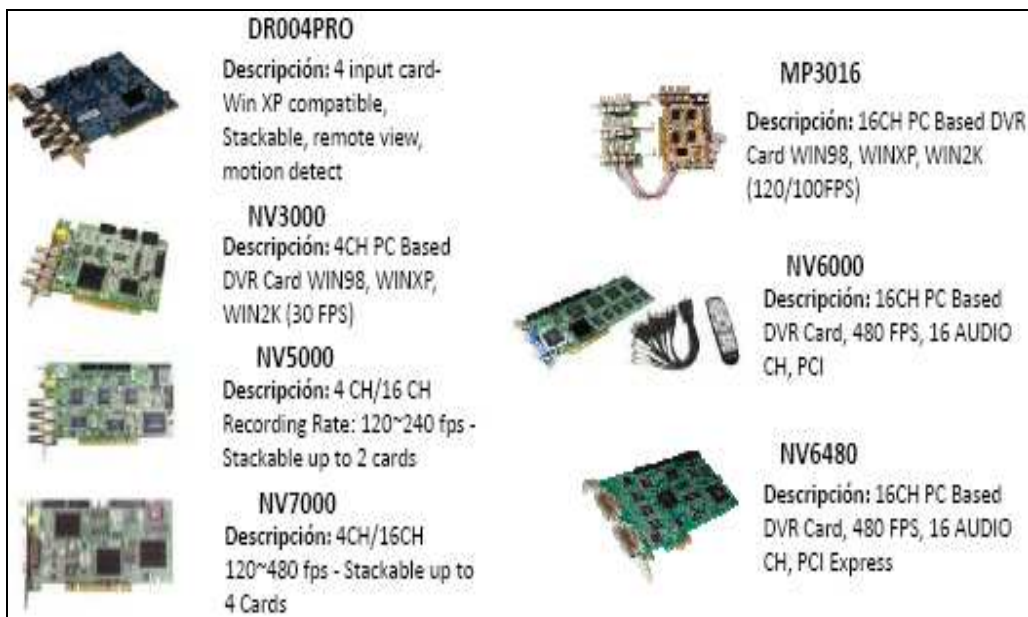 DR004PRO
Descripción: 4 input card-
Win XP compatible,
Stackable, remote view,
motion detect
NV3000
Descripción: 4CH PC Based
DVR Card WIN98, WINXP,
WIN2K (30 FPS)
NV5000
Descripción: 4 CH/16 CH
Recording Rate: 120~240 fps -
Stackable up to 2 cards
NV7000
Descripción: 4CH/16CH
120~480 fps - Stackable up to
4 Cards
MP3016
Descripción: 16CH PC Based DVR
Card WIN98, WINXP, WIN2K
(120/100FPS)
NV6000
Descripción: 16CH PC Based
DVR Card, 480 FPS, 16 AUDIO
CH, PCI
NV6480
Descripción: 16CH PC Based
DVR Card, 480 FPS, 16 AUDIO
CH, PCI Express